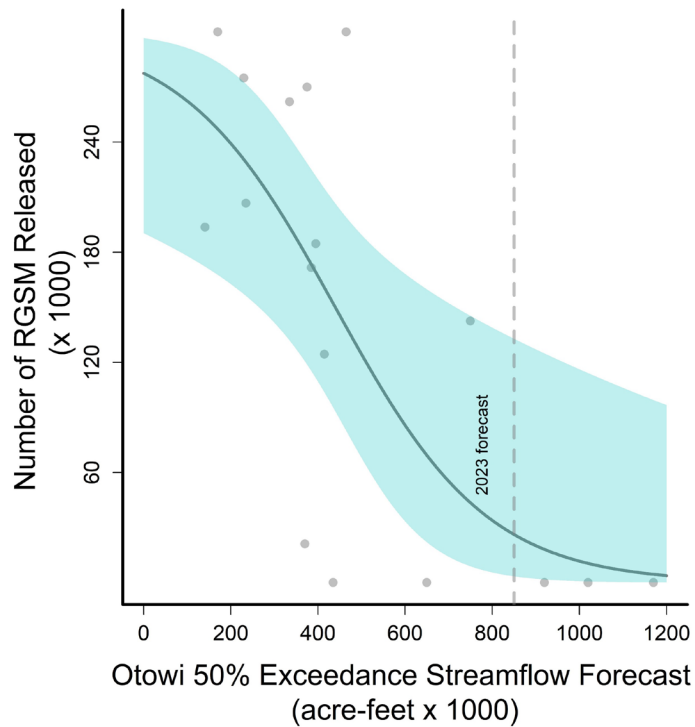 Number of RGSM Released
(x 1000)
240
180
120
60
2023 forecast
0 200 400 600 800 1000 1200
Otowi 50% Exceedance Streamflow Forecast
(acre-feet x 1000)